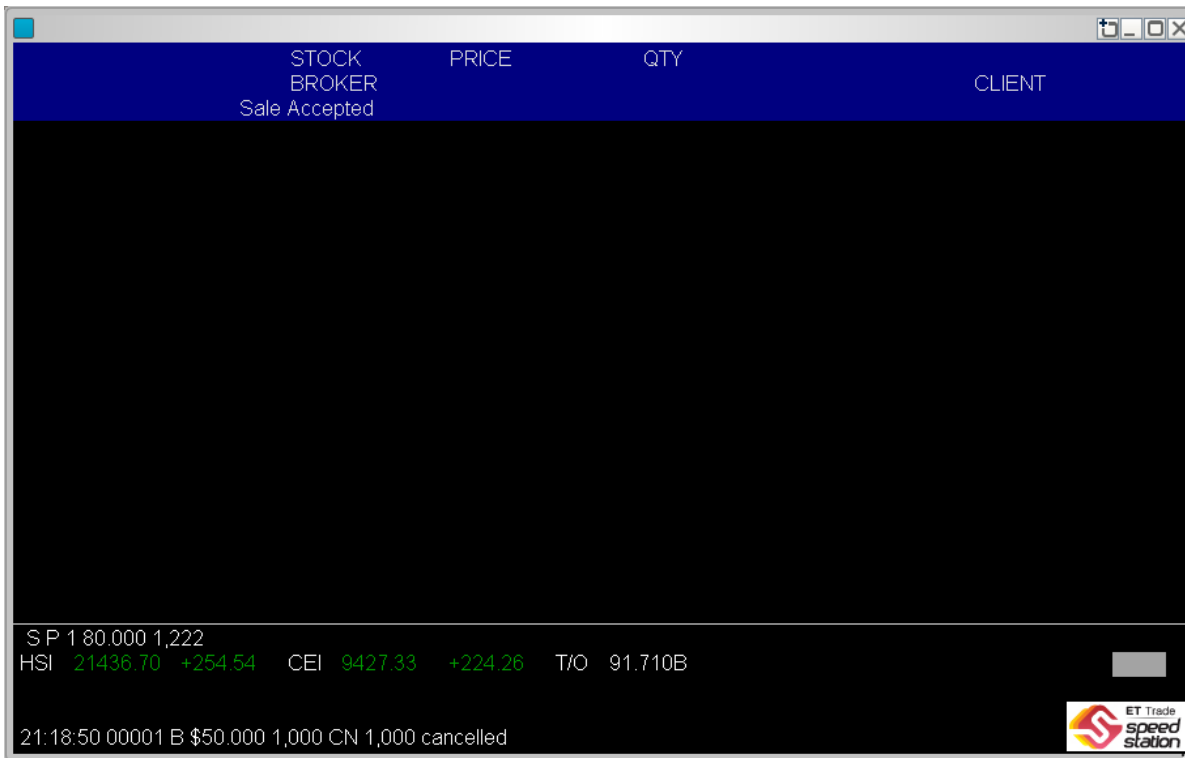 STOCK PRICE QTY
BROKER CLIENT
Sale Accepted
S P 1 80.000 1,222
HSI 21436.70 +254.54 CEI 9427.33 +224.26 T/O 91.710B
21:18:50 00001 B $50.000 1,000 CN 1,000 cancelled
ET Trade
speed
station